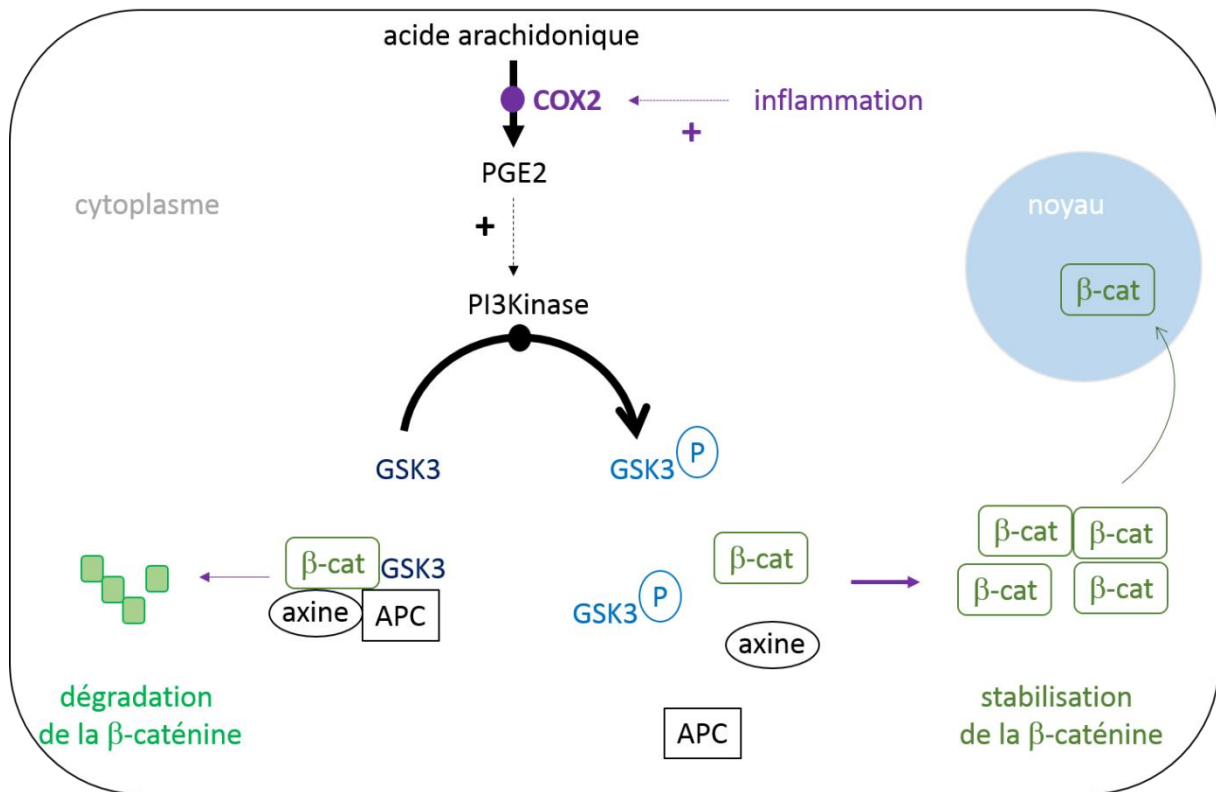 acide arachidonique
COX2
inflammation
+
PGE2
cytoplasme
noyau
+
β-cat
PI3Kinase
GSK3
GSK3 P
β-cat
β-cat
β-cat
β-cat
GSK3
β-cat
β-cat
GSK3 P
axine
APC
axine
dégradation
de la β-caténine
stabilisation
de la β-caténine
APC